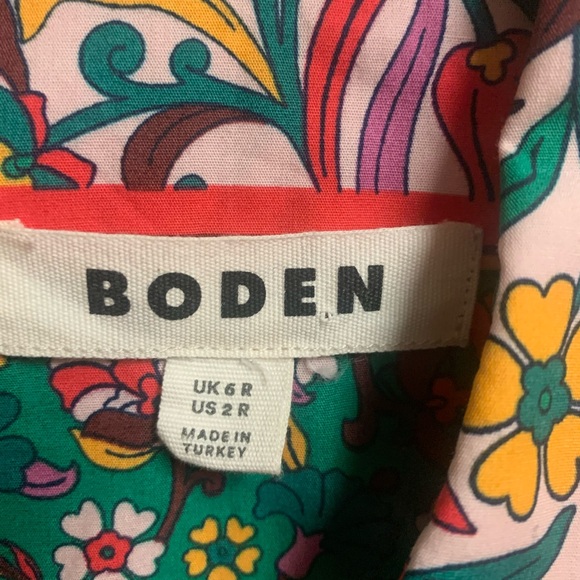 BODEN
UK 6 R
US 2 R
MADE IN
TURKEY